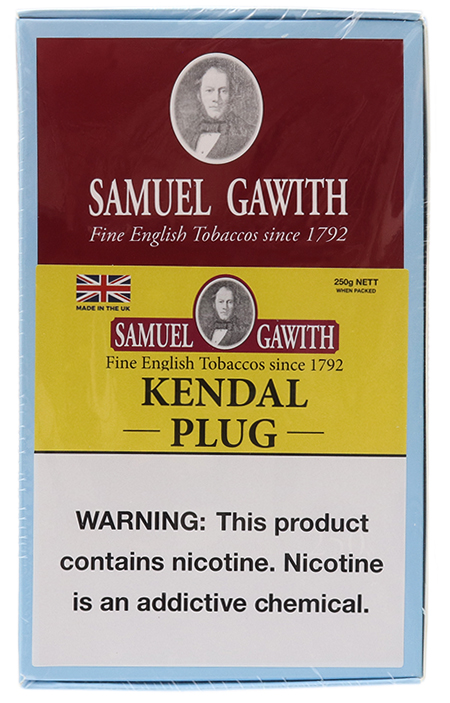 SAMUEL GAWITH
Fine English Tobaccos since 1792
MADE IN THE UK
250g NETT
WHEN PACKED
SAMUEL GAWITH
Fine English Tobaccos since 1792
KENDAL
— PLUG —
WARNING: This product
contains nicotine. Nicotine
is an addictive chemical.